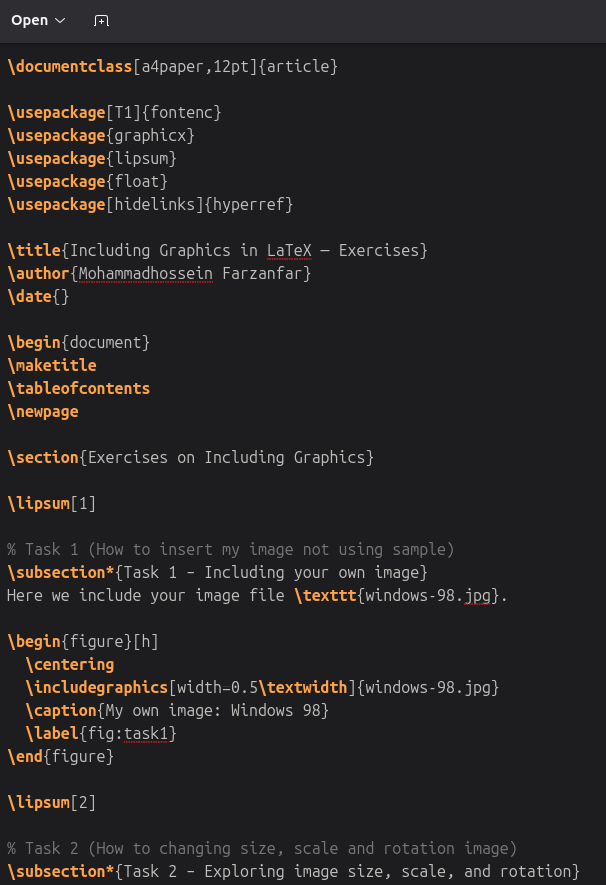 Open
\documentclass[a4paper,12pt]{article}
\usepackage[T1]{fontenc}
\usepackage{graphicx}
\usepackage{lipsum}
\usepackage{float}
\usepackage[hidelinks]{hyperref}
\title{Including Graphics in LaTeX – Exercises}
\author{Mohammadhossein Farzanfar}
\date{}
\begin{document}
\maketitle
\tableofcontents
\newpage
\section{Exercises on Including Graphics}
\lipsum[1]
% Task 1 (How to insert my image not using sample)
\subsection*{Task 1 – Including your own image}
Here we include your image file \texttt{windows-98.jpg}.
\begin{figure}[h]
\centering
\includegraphics[width=0.5\textwidth]{windows-98.jpg}
\caption{My own image: Windows 98}
\label{fig:task1}
\end{figure}
\lipsum[2]
% Task 2 (How to changing size, scale and rotation image)
\subsection*{Task 2 – Exploring image size, scale, and rotation}